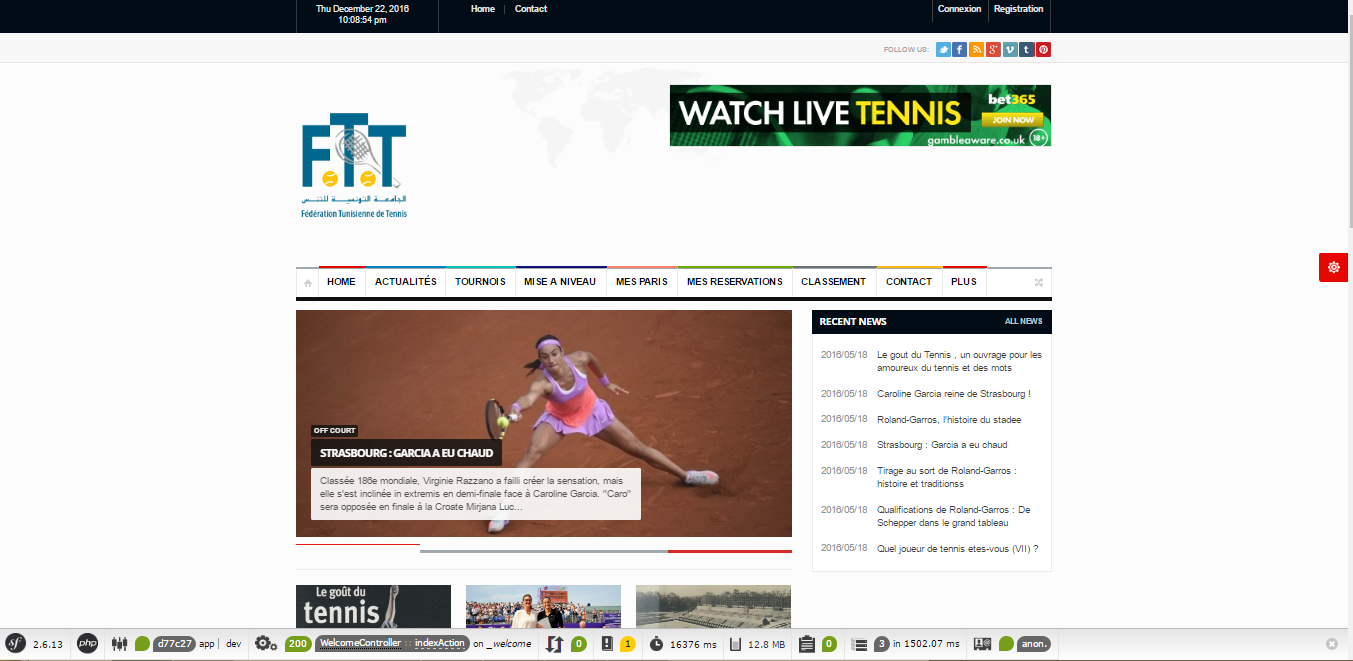 Thu December 22, 2016
10:08:54 pm
Home
Contact
Connexion
Registration
FOLLOW US:
WATCH LIVE TENNIS
bet365
JOIN NOW
gambleaware.co.uk 18+
F.T.T
الجامعة التونسية للتنس
Fédération Tunisienne de Tennis
HOME
ACTUALITÉS
TOURNOIS
MISE A NIVEAU
MES PARIS
MES RESERVATIONS
CLASSEMENT
CONTACT
PLUS
OFF COURT
STRASBOURG : GARCIA A EU CHAUD
Classée 186e mondiale, Virginie Razzano a failli créer la sensation, mais
elle s'est inclinée in extremis en demi-finale face à Caroline Garcia. "Caro"
sera opposée en finale à la Croate Mirjana Luc...
RECENT NEWS
ALL NEWS
2016/05/18 Le gout du Tennis , un ouvrage pour les
amoureux du tennis et des mots
2016/05/18 Caroline Garcia reine de Strasbourg !
2016/05/18 Roland-Garros, l'histoire du stadee
2016/05/18 Strasbourg : Garcia a eu chaud
2016/05/18 Tirage au sort de Roland-Garros :
histoire et traditionss
2016/05/18 Qualifications de Roland-Garros : De
Schepper dans le grand tableau
2016/05/18 Quel joueur de tennis etes-vous (VII) ?
Le goût du
tennis
sf 2.6.13 php d77c27 app dev 200 WelcomeController :: indexAction on _welcome 0 1 16376 ms 12.8 MB 0 3 in 1502.07 ms anon.